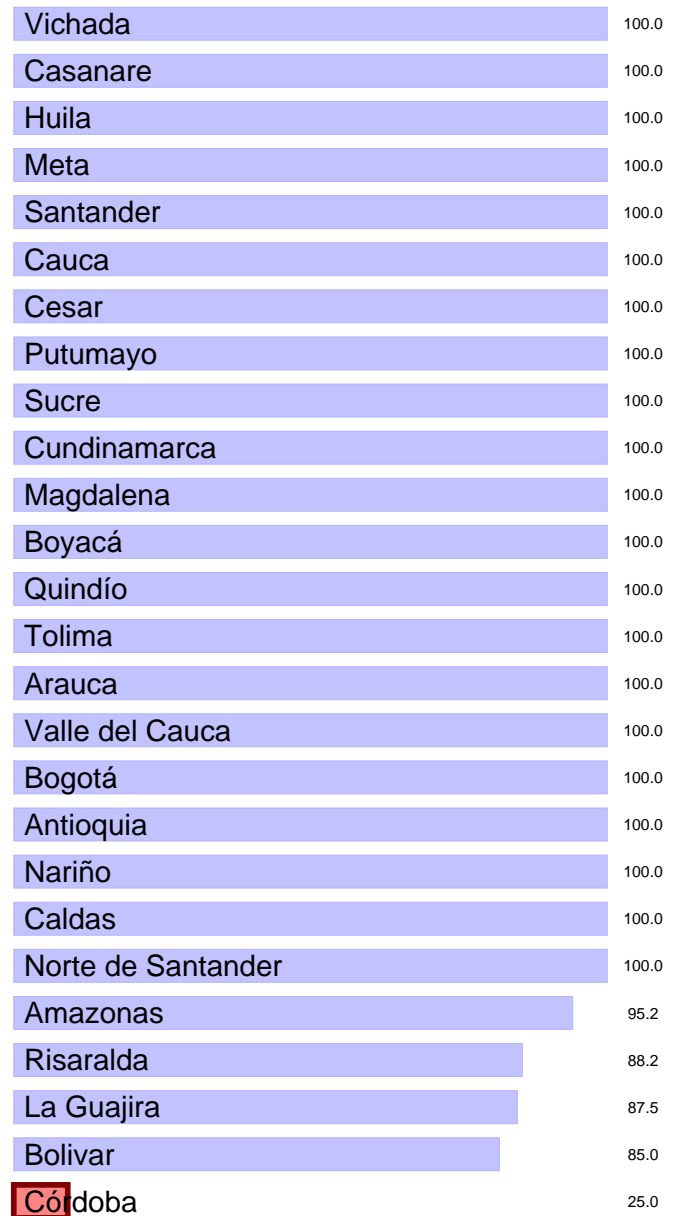 Vichada 100.0
Casanare 100.0
Huila 100.0
Meta 100.0
Santander 100.0
Cauca 100.0
Cesar 100.0
Putumayo 100.0
Sucre 100.0
Cundinamarca 100.0
Magdalena 100.0
Boyacá 100.0
Quindío 100.0
Tolima 100.0
Arauca 100.0
Valle del Cauca 100.0
Bogotá 100.0
Antioquia 100.0
Nariño 100.0
Caldas 100.0
Norte de Santander 100.0
Amazonas 95.2
Risaralda 88.2
La Guajira 87.5
Bolivar 85.0
Córdoba 25.0